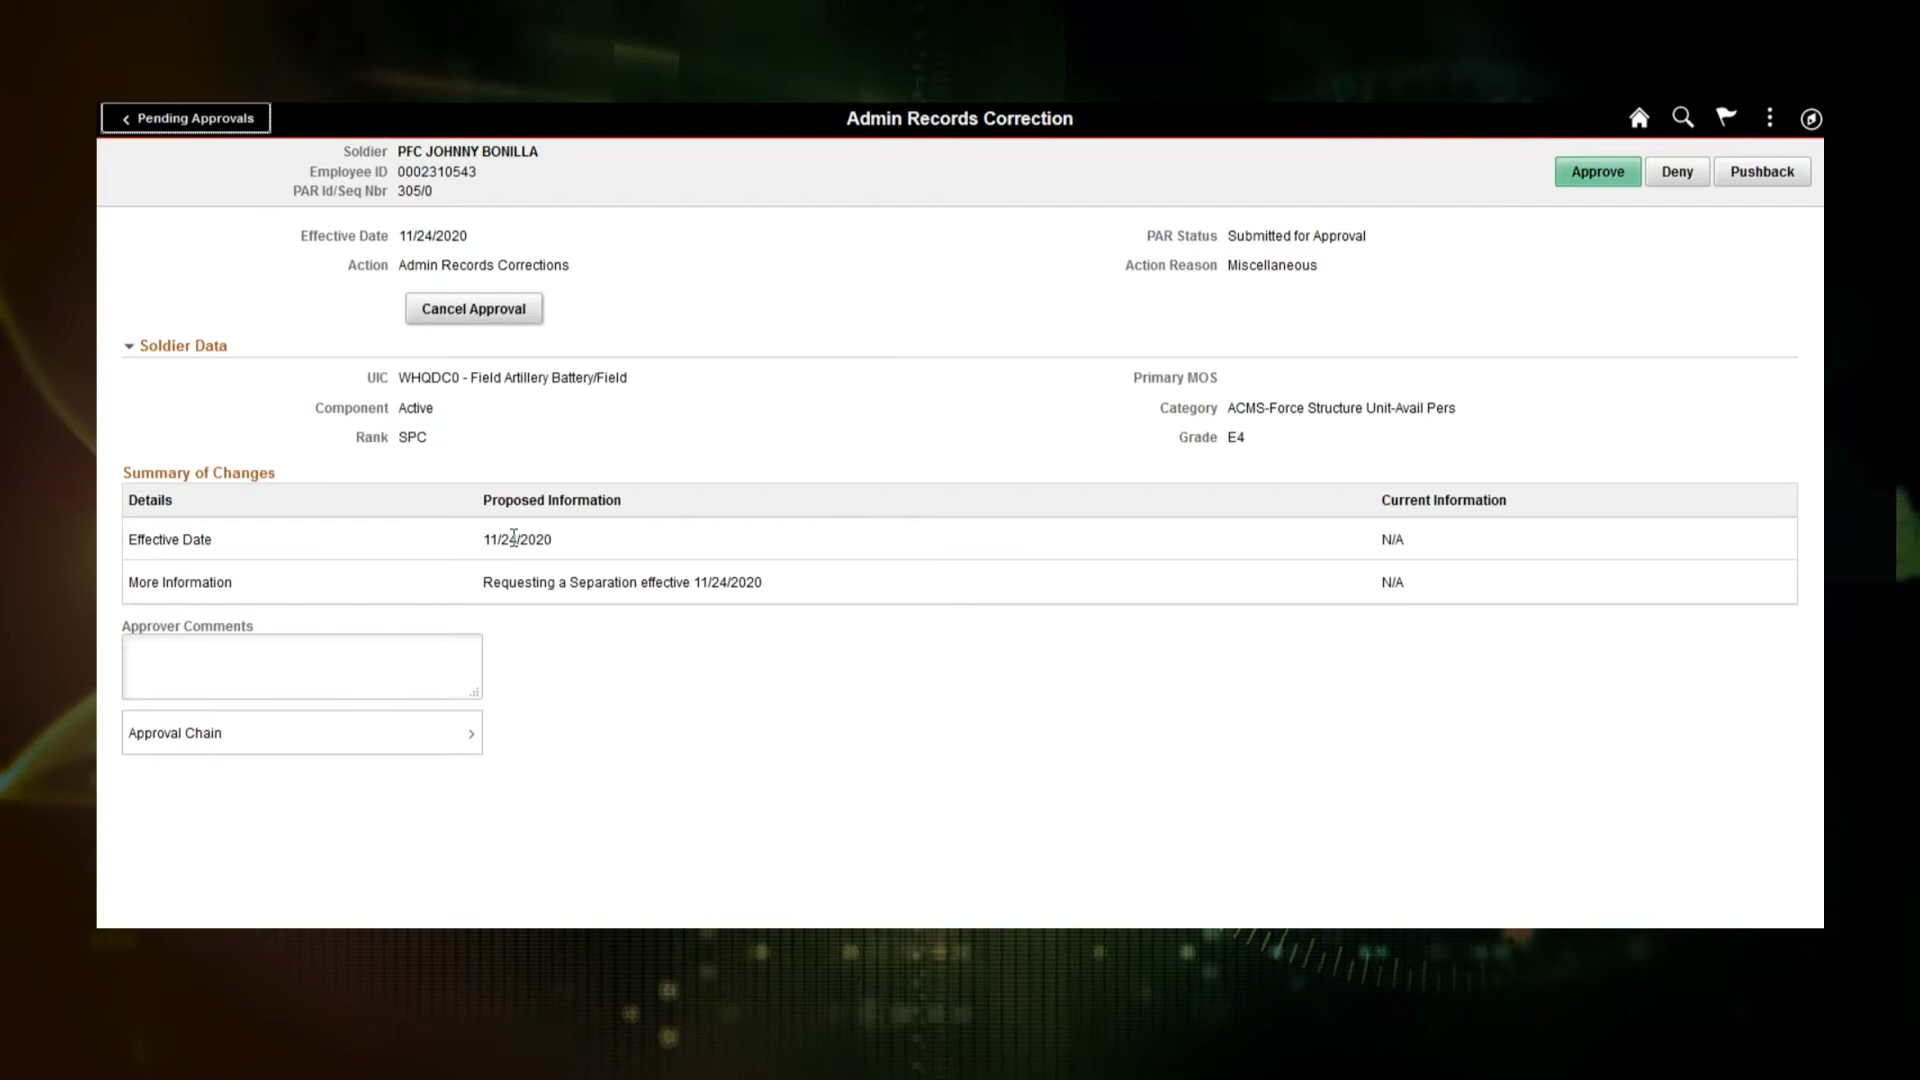 Pending Approvals
Admin Records Correction
Soldier PFC JOHNNY BONILLA
Employee ID 0002310543
PAR Id/Seq Nbr 305/0
Approve Deny Pushback
Effective Date 11/24/2020 PAR Status Submitted for Approval
Action Admin Records Corrections Action Reason Miscellaneous
Cancel Approval
Soldier Data
UIC WHQDC0 - Field Artillery Battery/Field Primary MOS
Component Active Category ACMS-Force Structure Unit-Avail Pers
Rank SPC Grade E4
Summary of Changes
Details Proposed Information Current Information
Effective Date 11/24/2020 N/A
More Information Requesting a Separation effective 11/24/2020 N/A
Approver Comments
Approval Chain